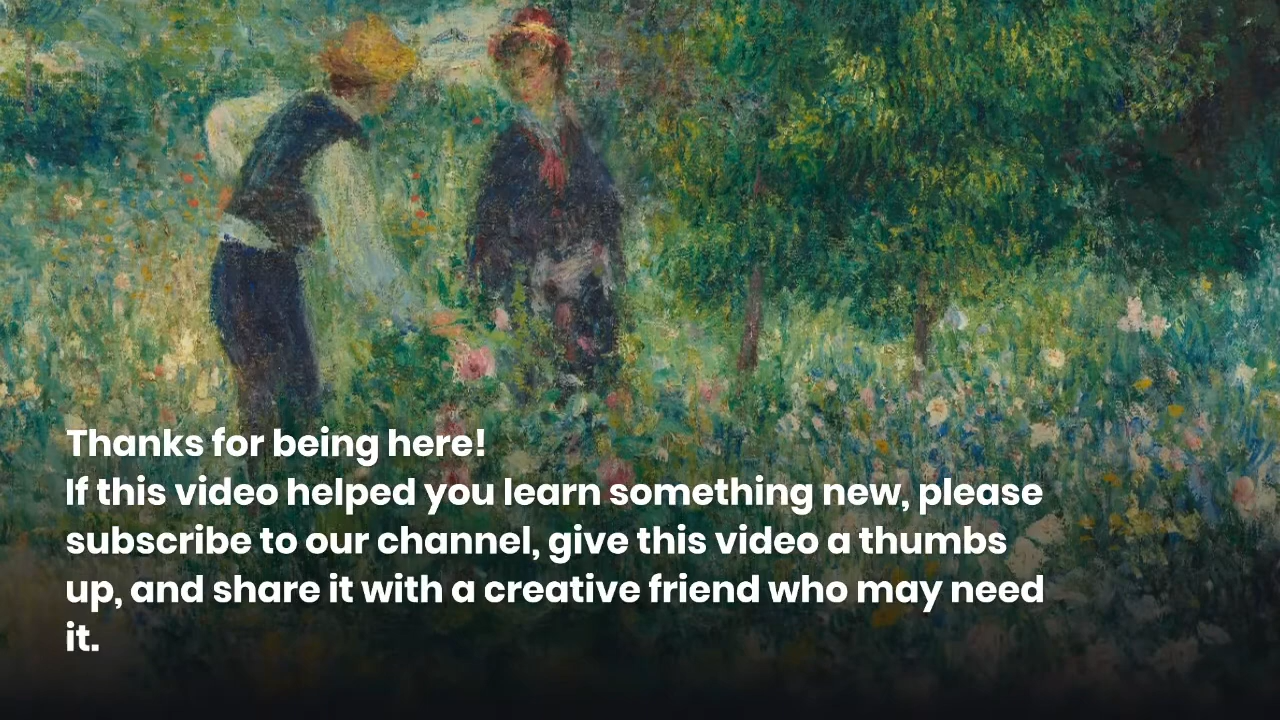 Thanks for being here!
If this video helped you learn something new, please
subscribe to our channel, give this video a thumbs
up, and share it with a creative friend who may need
it.